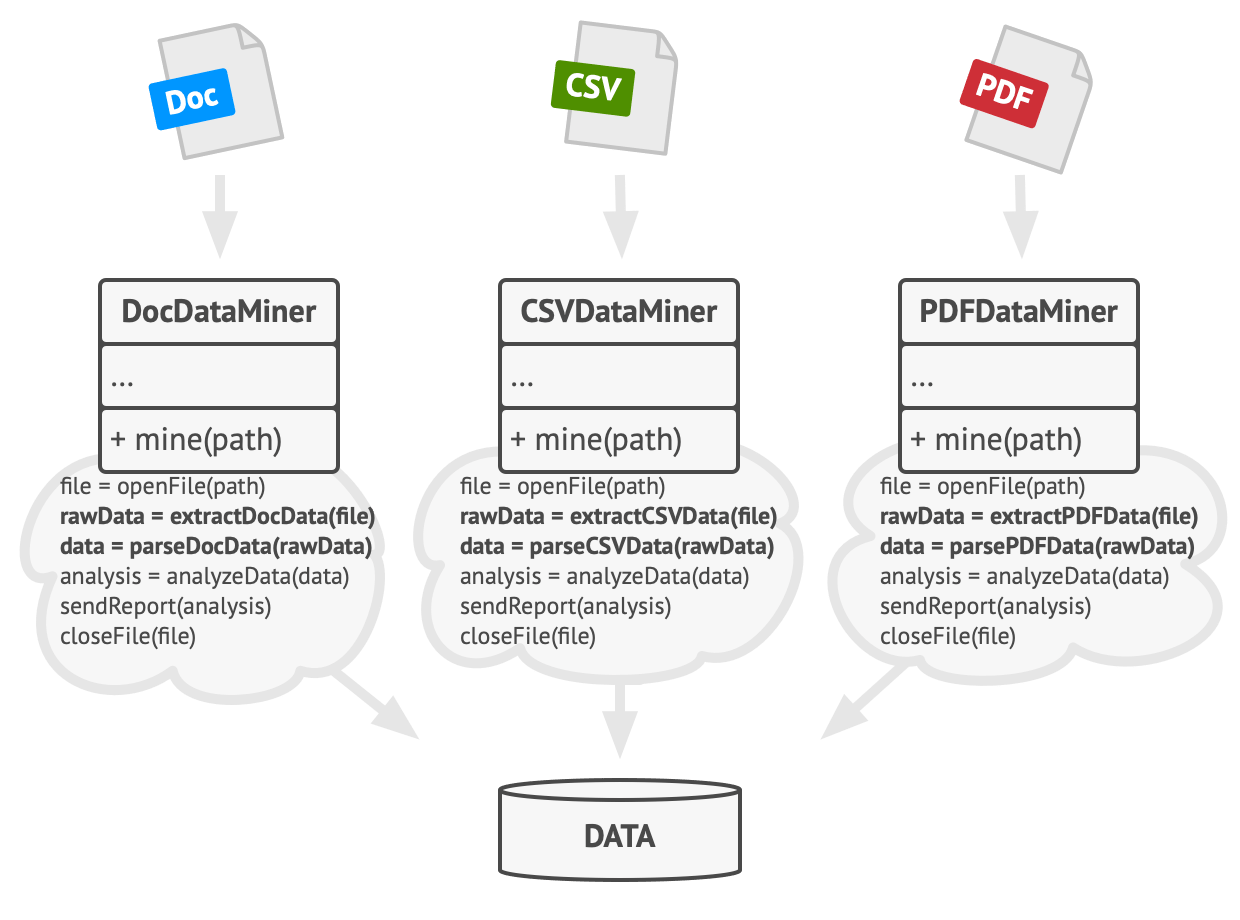 Doc
CSV
PDF
DocDataMiner
...
+ mine(path)
file = openFile(path)
rawData = extractDocData(file)
data = parseDocData(rawData)
analysis = analyzeData(data)
sendReport(analysis)
closeFile(file)
CSVDataMiner
...
+ mine(path)
file = openFile(path)
rawData = extractCSVData(file)
data = parseCSVData(rawData)
analysis = analyzeData(data)
sendReport(analysis)
closeFile(file)
PDFDataMiner
...
+ mine(path)
file = openFile(path)
rawData = extractPDFData(file)
data = parsePDFData(rawData)
analysis = analyzeData(data)
sendReport(analysis)
closeFile(file)
DATA